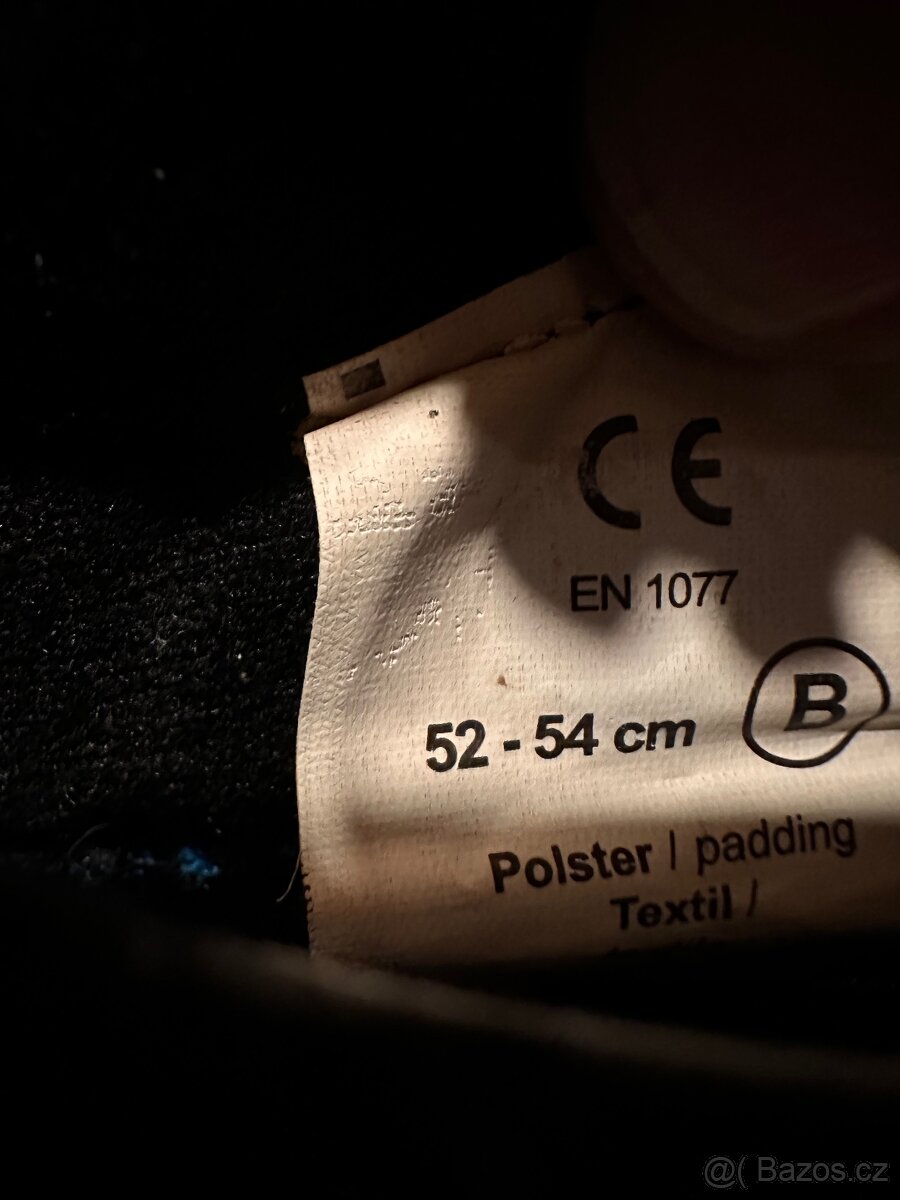 CE
EN 1077
52 - 54 cm
B
Polster / padding
Textil /
@( Bazos.cz